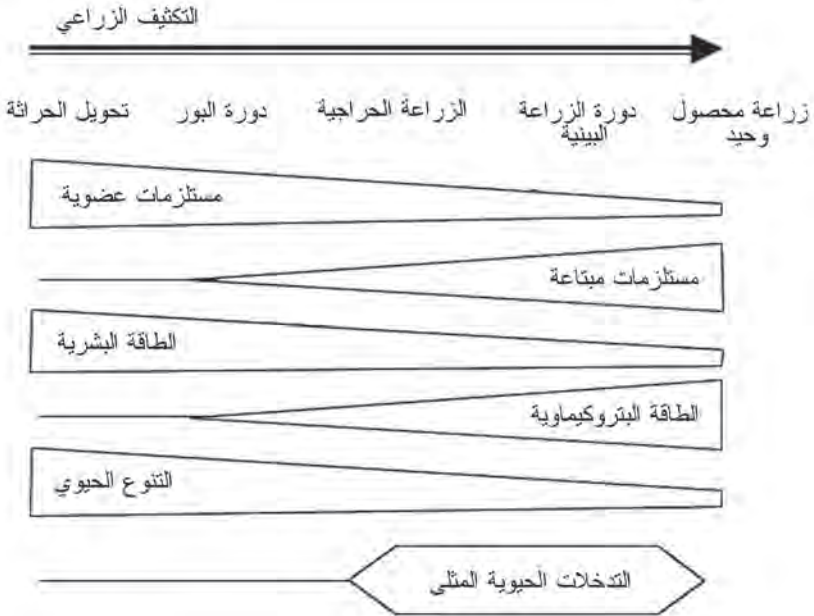 التكثيف الزراعي
زراعة محصول وحيد
دورة الزراعة البينية
الزراعة الحراجية
دورة البور
تحويل الحراثة
مستلزمات عضوية
مستلزمات مبتاعة
الطاقة البشرية
الطاقة البتروكيماوية
التنوع الحيوي
التدخلات الحيوية المثلى